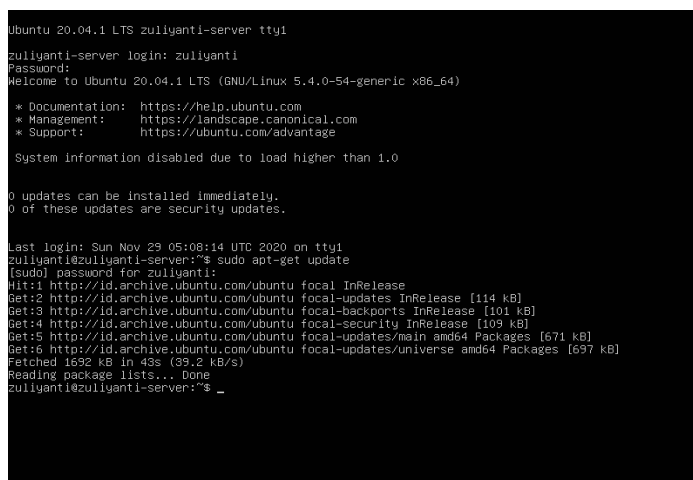 Ubuntu 20.04.1 LTS zuliyanti-server tty1
zuliyanti-server login: zuliyanti
Password:
Welcome to Ubuntu 20.04.1 LTS (GNU/Linux 5.4.0-54-generic x86_64)
* Documentation: https://help.ubuntu.com
* Management: https://landscape.canonical.com
* Support: https://ubuntu.com/advantage
System information disabled due to load higher than 1.0
0 updates can be installed immediately.
0 of these updates are security updates.
Last login: Sun Nov 29 05:08:14 UTC 2020 on tty1
zuliyanti@zuliyanti-server:~$ sudo apt-get update
[sudo] password for zuliyanti:
Hit:1 http://id.archive.ubuntu.com/ubuntu focal InRelease
Get:2 http://id.archive.ubuntu.com/ubuntu focal-updates InRelease [114 kB]
Get:3 http://id.archive.ubuntu.com/ubuntu focal-backports InRelease [101 kB]
Get:4 http://id.archive.ubuntu.com/ubuntu focal-security InRelease [109 kB]
Get:5 http://id.archive.ubuntu.com/ubuntu focal-updates/main amd64 Packages [671 kB]
Get:6 http://id.archive.ubuntu.com/ubuntu focal-updates/universe amd64 Packages [697 kB]
Fetched 1692 kB in 43s (39.2 kB/s)
Reading package lists... Done
zuliyanti@zuliyanti-server:~$ _